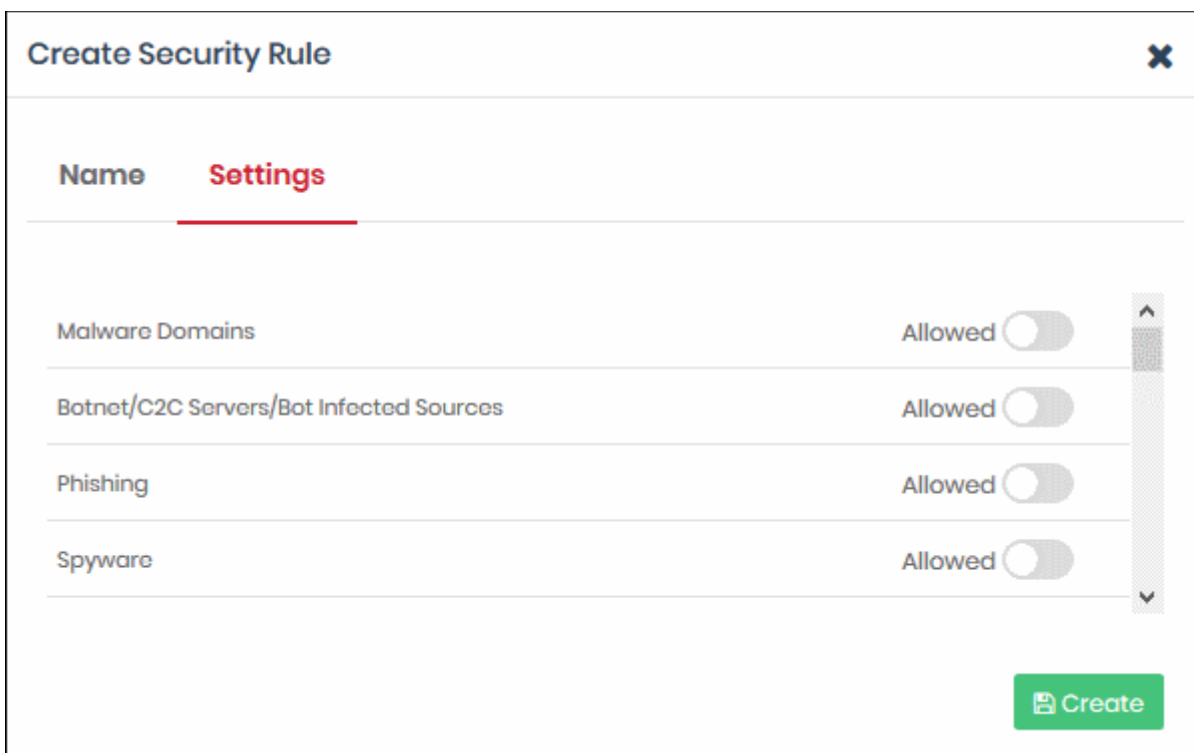 Create Security Rule
Name Settings
Malware Domains Allowed
Botnet/C2C Servers/Bot Infected Sources Allowed
Phishing Allowed
Spyware Allowed
Create